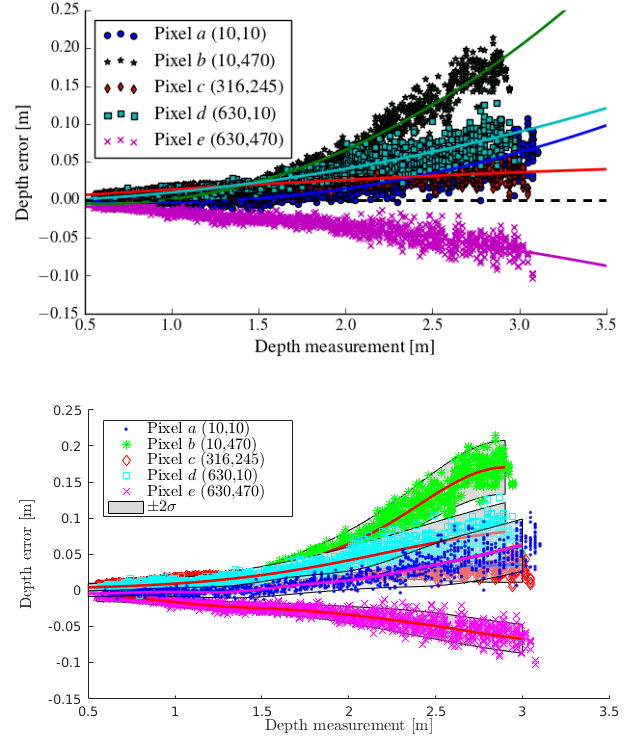 0.25
0.20
0.15
0.10
0.05
0.00
−0.05
−0.10
−0.15
Depth error [m]
Pixel a (10,10)
Pixel b (10,470)
Pixel c (316,245)
Pixel d (630,10)
Pixel e (630,470)
0.5 1.0 1.5 2.0 2.5 3.0 3.5
Depth measurement [m]
0.25
0.2
0.15
0.1
0.05
0
-0.05
-0.1
-0.15
Depth error [m]
Pixel a (10,10)
Pixel b (10,470)
Pixel c (316,245)
Pixel d (630,10)
Pixel e (630,470)
±2σ
0.5 1 1.5 2 2.5 3 3.5
Depth measurement [m]